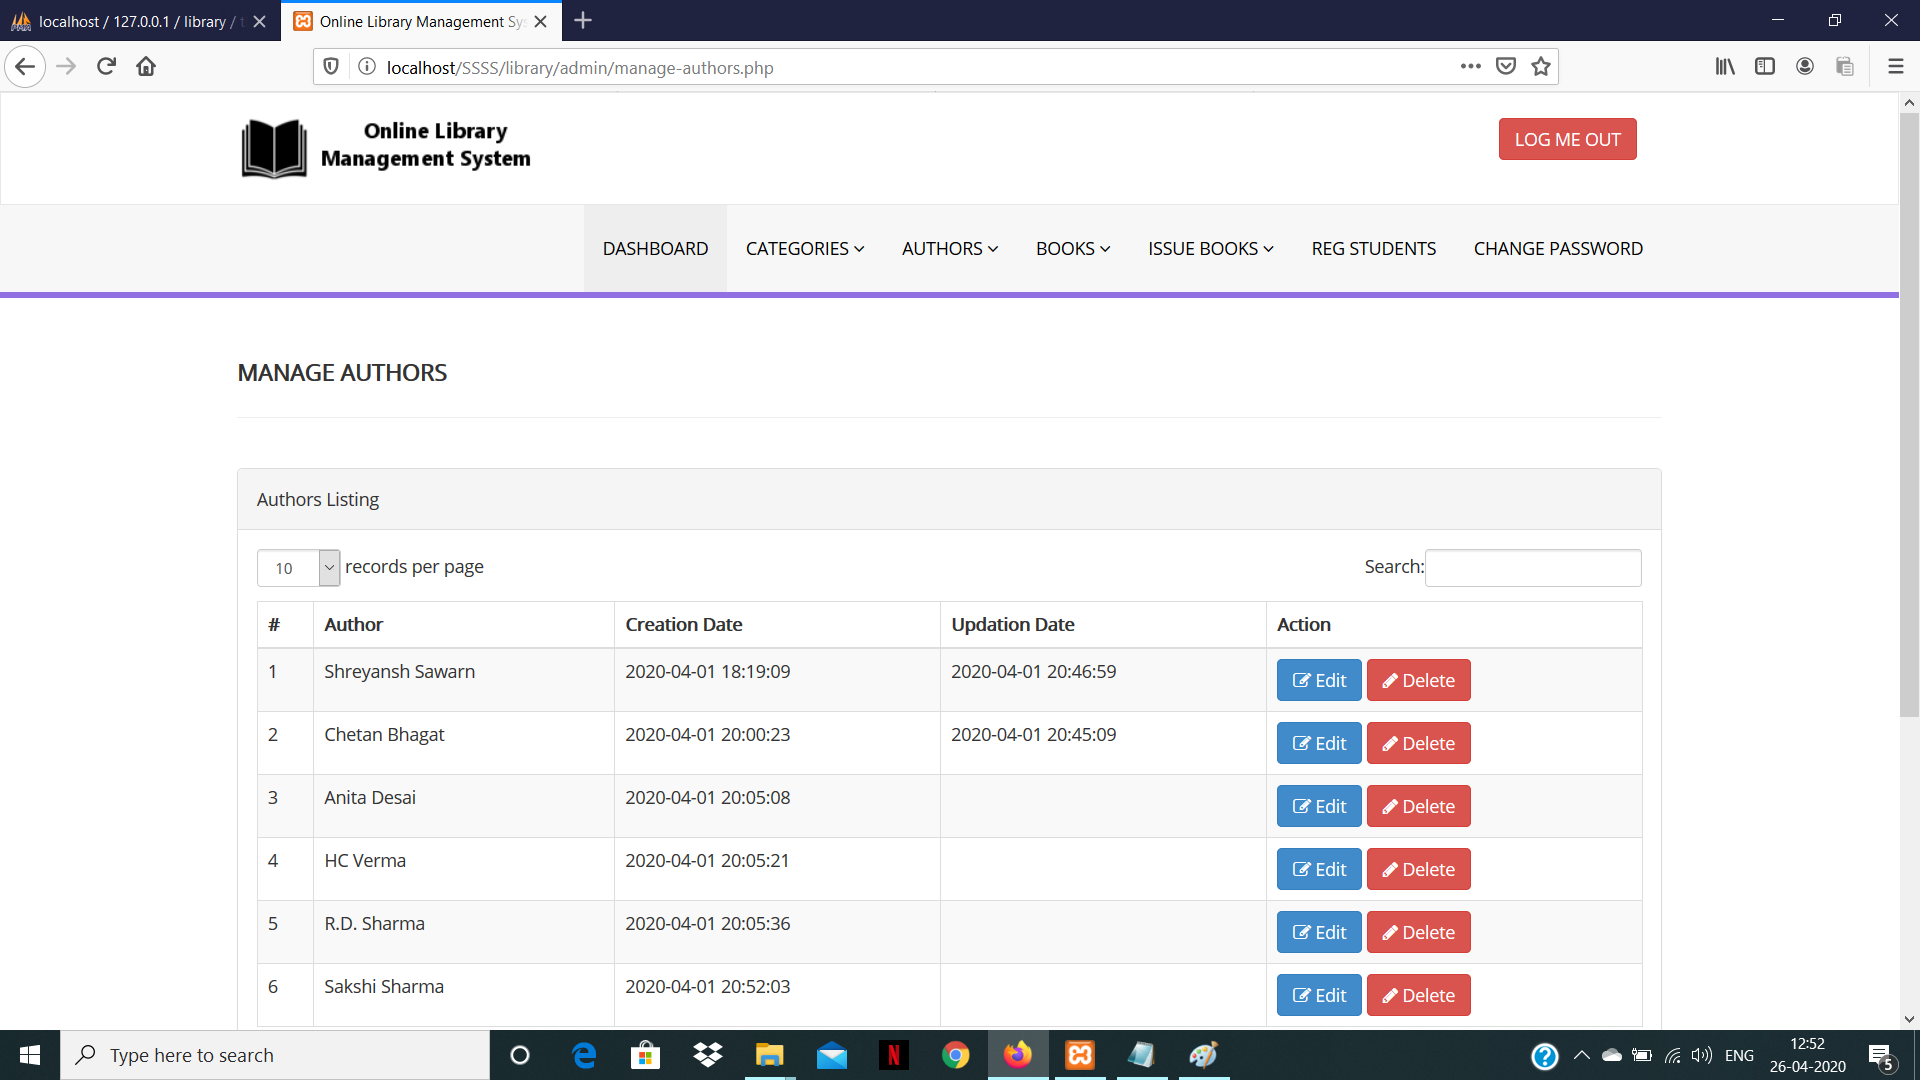 localhost / 127.0.0.1 / library / t
Online Library Management Sys
localhost/SSSS/library/admin/manage-authors.php
Online Library
Management System
LOG ME OUT
DASHBOARD CATEGORIES AUTHORS BOOKS ISSUE BOOKS REG STUDENTS CHANGE PASSWORD
MANAGE AUTHORS
Authors Listing
10 records per page Search:
# Author Creation Date Updation Date Action
1 Shreyansh Sawarn 2020-04-01 18:19:09 2020-04-01 20:46:59 Edit Delete
2 Chetan Bhagat 2020-04-01 20:00:23 2020-04-01 20:45:09 Edit Delete
3 Anita Desai 2020-04-01 20:05:08 Edit Delete
4 HC Verma 2020-04-01 20:05:21 Edit Delete
5 R.D. Sharma 2020-04-01 20:05:36 Edit Delete
6 Sakshi Sharma 2020-04-01 20:52:03 Edit Delete
Type here to search
ENG
12:52
26-04-2020
5